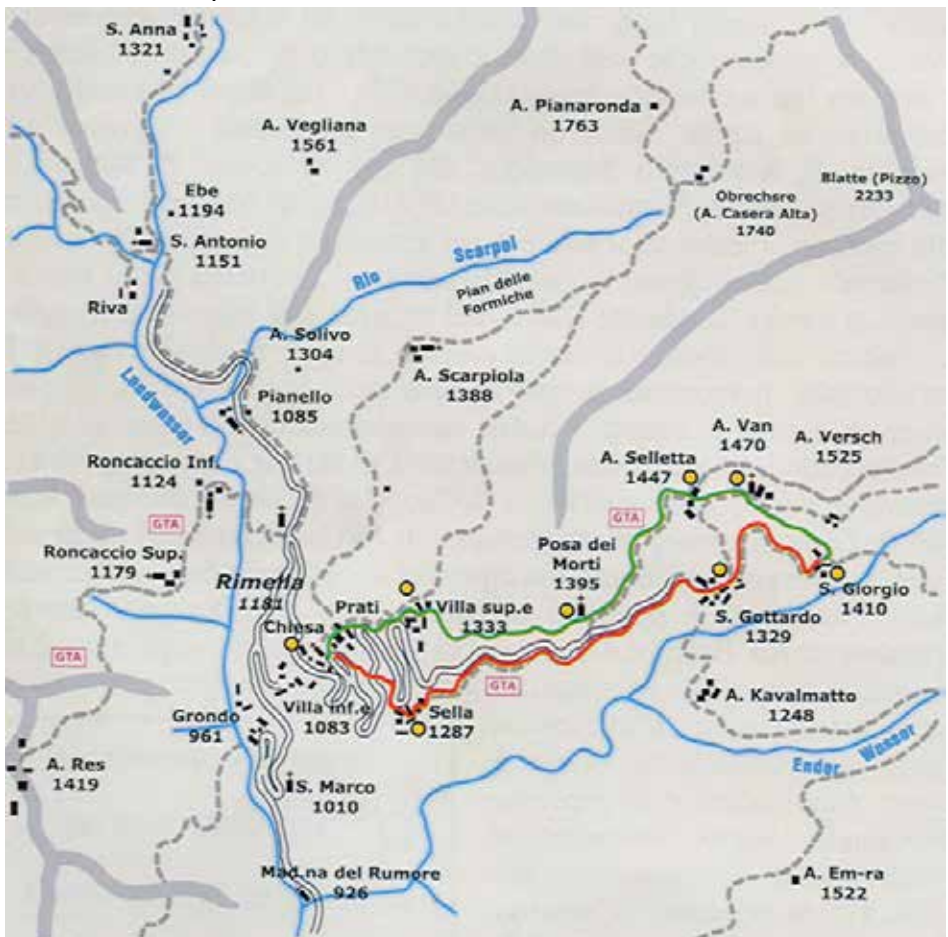 S. Anna
1321
A. Pianaronda
1763
A. Vegliana
1561
Blatte (Pizzo)
2233
Obrechsre
(A. Casera Alta)
1740
Ebe
1194
S. Antonio
1151
Rio Scarpol
Pian delle
Formiche
Riva
A. Solivo
1304
A. Scarpiola
1388
Landwasser
Pianello
1085
A. Van
1470
A. Versch
1525
A. Selletta
1447
Roncaccio Inf.
1124
GTA
GTA
Roncaccio Sup.
1179
Posa dei
Morti
1395
Rimella
1181
S. Giorgio
1410
Prati
Villa sup.e
1333
Chiesa
S. Gottardo
1329
GTA
GTA
A. Kavalmatto
1248
Villa inf.e
1083
Sella
1287
Grondo
961
Ender Wasser
A. Res
1419
S. Marco
1010
Mad.na del Rumore
926
A. Em-ra
1522